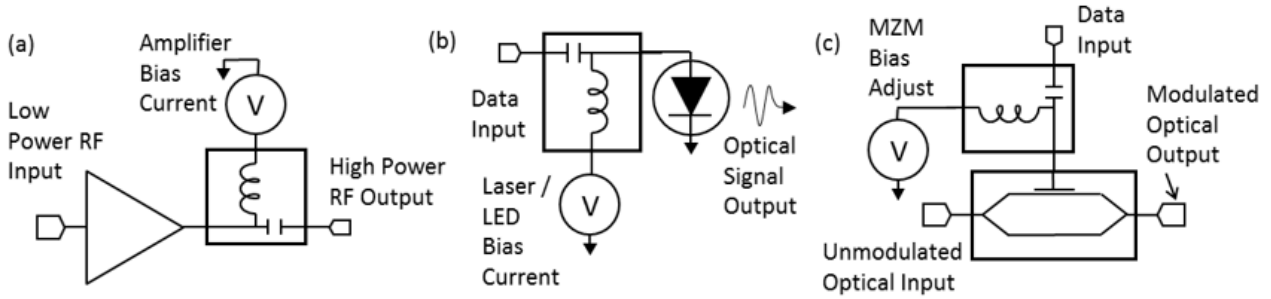 (a)
Amplifier
Bias
Current
V
Low
Power RF
Input
High Power
RF Output
(b)
Data
Input
Laser /
LED
Bias
Current
V
Optical
Signal
Output
(c)
MZM
Bias
Adjust
V
Data
Input
Modulated
Optical
Output
Unmodulated
Optical Input